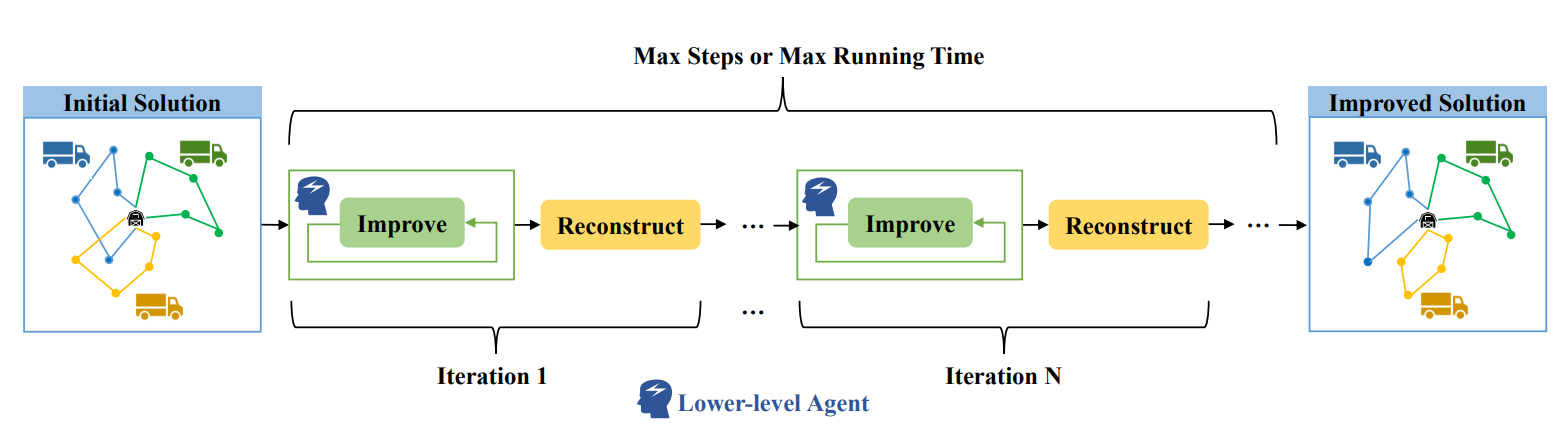 Max Steps or Max Running Time
Initial Solution
Improved Solution
Improve
Reconstruct
...
Improve
Reconstruct
...
...
Iteration 1
Iteration N
Lower-level Agent